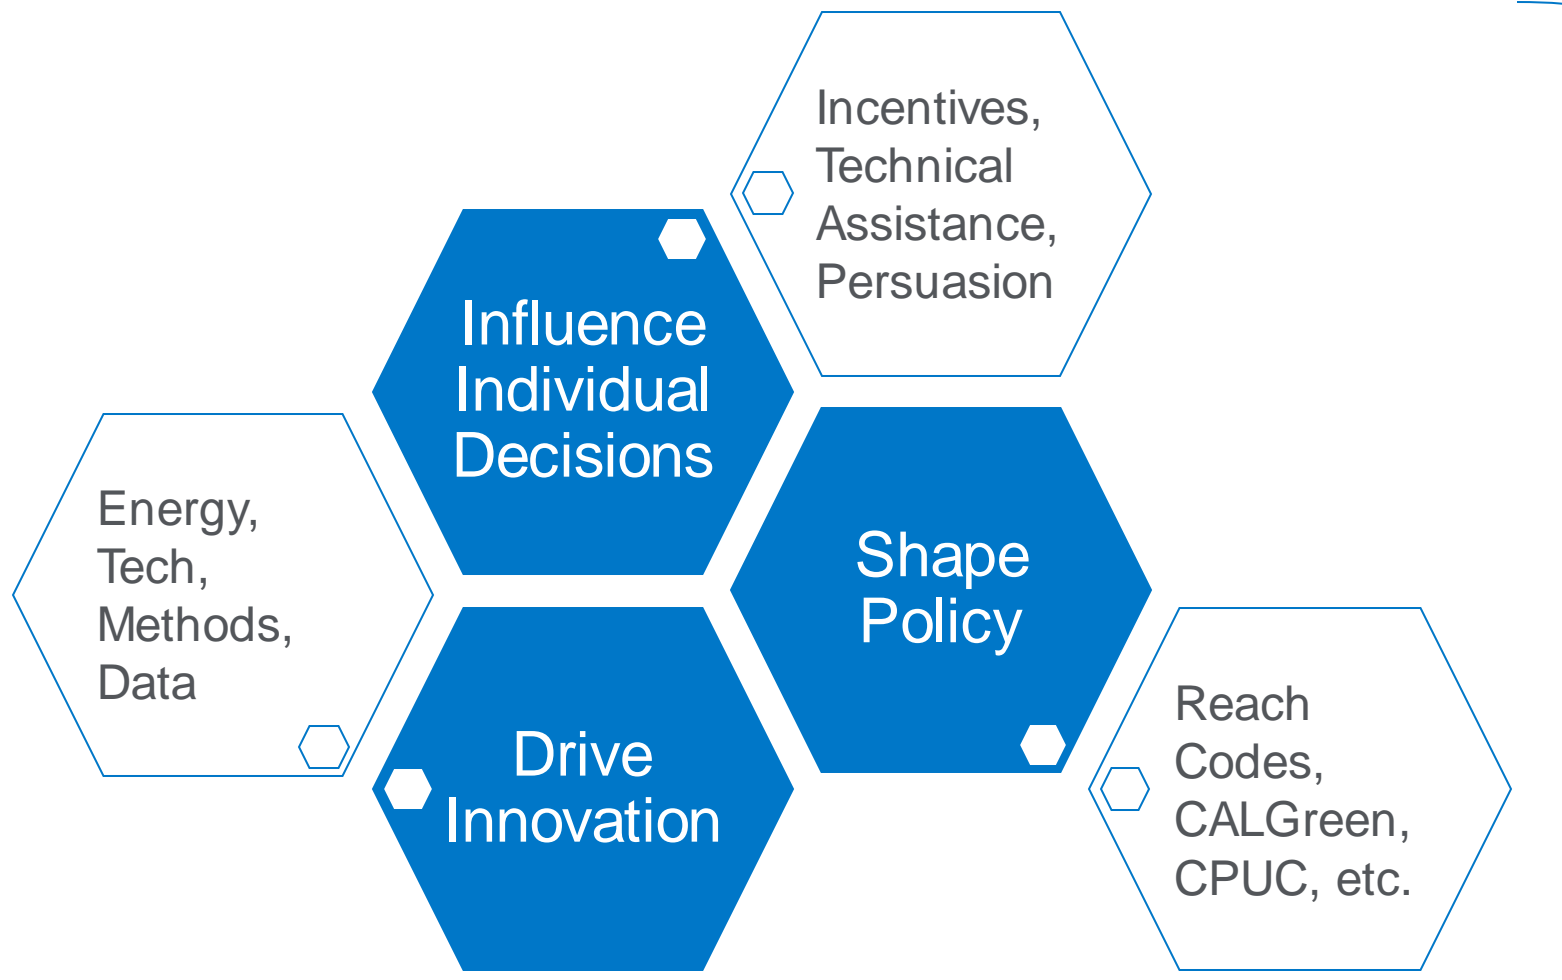 Incentives,
Technical
Assistance,
Persuasion
Influence
Individual
Decisions
Energy,
Tech,
Methods,
Data
Shape
Policy
Drive
Innovation
Reach
Codes,
CALGreen,
CPUC, etc.